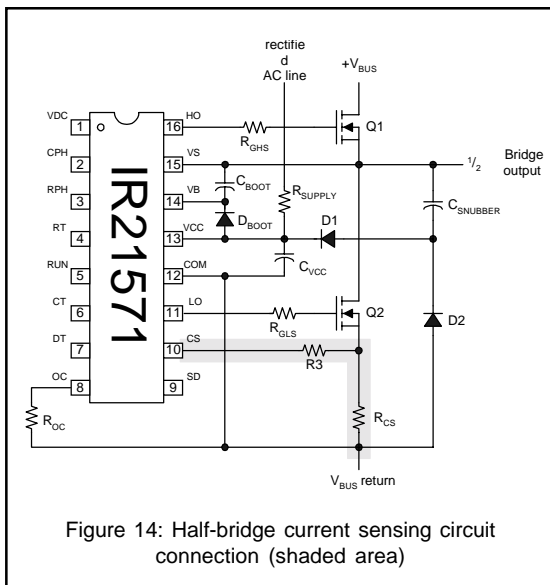 rectifie
d
AC line
+VBUS
VDC
1
CPH
2
RPH
3
RT
4
RUN
5
CT
6
DT
7
OC
8
IR21571
HO
16
VS
15
VB
14
VCC
13
COM
12
LO
11
CS
10
SD
9
RGHS
Q1
1/2 Bridge
output
CBOOT
RSUPPLY
CSNUBBER
DBOOT
D1
CVCC
Q2
RGLS
D2
R3
ROC
RCS
VBUS return
Figure 14: Half-bridge current sensing circuit
connection (shaded area)